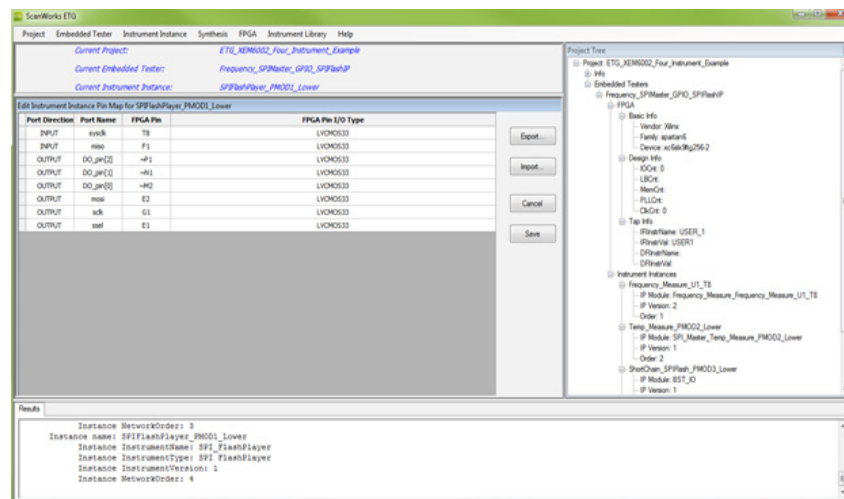 ScanWorks ETG
Project Embedded Tester Instrument Instance Synthesis FPGA Instrument Library Help
Current Project: ETG_XEM6002_Four_Instrument_Example
Current Embedded Tester: Frequency_SPIMaster_GPIO_SPIFlashIP
Current Instrument Instance: SPIFlashPlayer_PMOD1_Lower
Edit Instrument Instance Pin Map for SPIFlashPlayer_PMOD1_Lower
Port Direction Port Name FPGA Pin FPGA Pin I/O Type
INPUT sysclk T8 LVCMOS33
INPUT miso F1 LVCMOS33
OUTPUT DO_pin[2] ~P1 LVCMOS33
OUTPUT DO_pin[1] ~N1 LVCMOS33
OUTPUT DO_pin[0] ~M2 LVCMOS33
OUTPUT mosi E2 LVCMOS33
OUTPUT sclk G1 LVCMOS33
OUTPUT ssel E1 LVCMOS33
Export...
Import...
Cancel
Save
Project Tree
Project: ETG_XEM6002_Four_Instrument_Example
Info
Embedded Testers
Frequency_SPIMaster_GPIO_SPIFlashIP
FPGA
Basic Info
Vendor: Xilinx
Family: spartan6
Device: xc6slx9ftg256-2
Design Info
IOCnt: 0
LBCnt:
MemCnt:
PLLCnt:
ClkCnt: 0
Tap Info
IRInstrName: USER_1
IRInstrVal: USER1
DRInstrName:
DRInstrVal:
Instrument Instances
Frequency_Measure_U1_T8
IP Module: Frequency_Measure_Frequency_Measure_U1_T8
IP Version: 2
Order: 1
Temp_Measure_PMOD2_Lower
IP Module: SPI_Master_Temp_Measure_PMOD2_Lower
IP Version: 1
Order: 2
ShortChain_SPIFlash_PMOD3_Lower
IP Module: BST_IO
IP Version: 1
Results
Instance NetworkOrder: 3
Instance name: SPIFlashPlayer_PMOD1_Lower
Instance InstrumentName: SPI_FlashPlayer
Instance InstrumentType: SPI FlashPlayer
Instance InstrumentVersion: 1
Instance NetworkOrder: 4